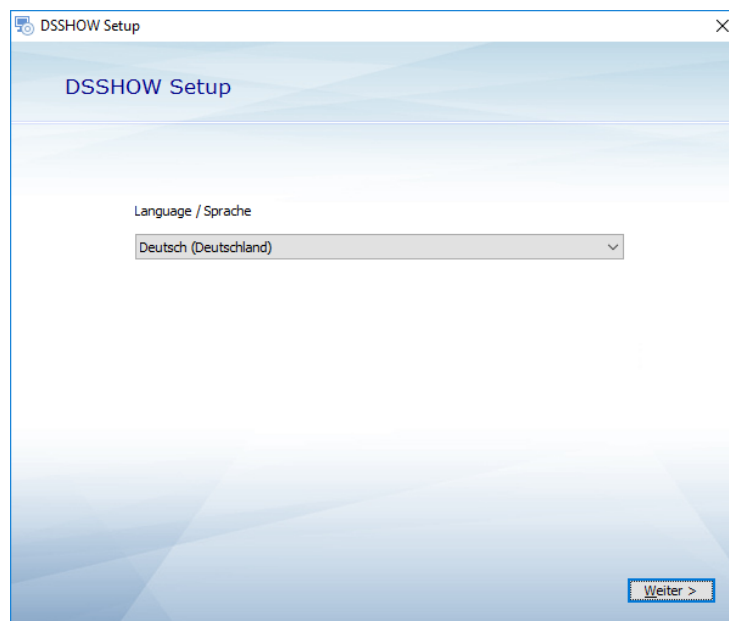 DSSHOW Setup
DSSHOW Setup
Language / Sprache
Deutsch (Deutschland)
Weiter >